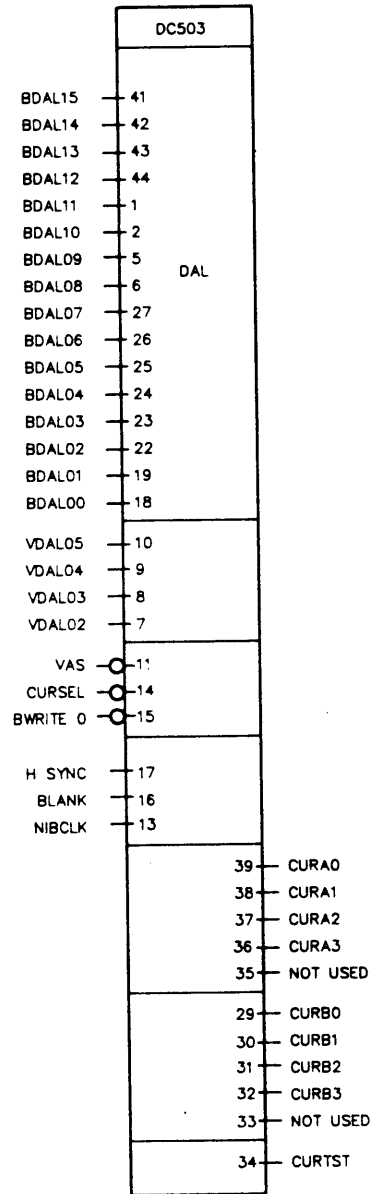 DC503
BDAL15 41
BDAL14 42
BDAL13 43
BDAL12 44
BDAL11 1
BDAL10 2
BDAL09 5
DAL
BDAL08 6
BDAL07 27
BDAL06 26
BDAL05 25
BDAL04 24
BDAL03 23
BDAL02 22
BDAL01 19
BDAL00 18
VDAL05 10
VDAL04 9
VDAL03 8
VDAL02 7
VAS 11
CURSEL 14
BWRITE 0 15
H SYNC 17
BLANK 16
NIBCLK 13
39 CURA0
38 CURA1
37 CURA2
36 CURA3
35 NOT USED
29 CURB0
30 CURB1
31 CURB2
32 CURB3
33 NOT USED
34 CURTST